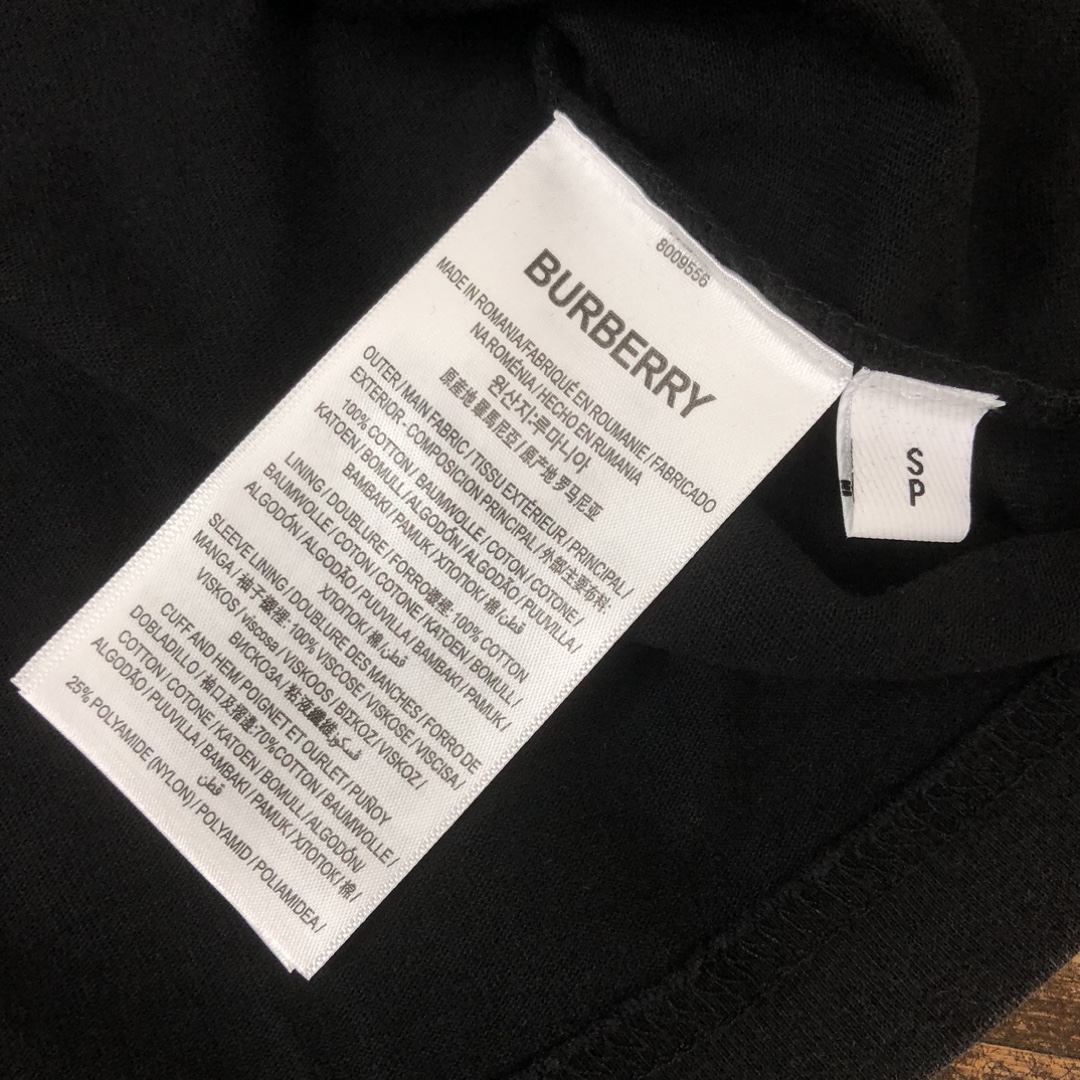 8009556
BURBERRY
MADE IN ROMANIA/FABRIQUÉ EN ROUMANIE / FABRICADO
NA ROMÉNIA / HECHO EN RUMANIA
원산지:루마니아
原産地 羅馬尼亞 / 原产地 罗马尼亚
OUTER / MAIN FABRIC / TISSU EXTÉRIEUR / PRINCIPAL /
EXTERIOR - COMPOSICION PRINCIPAL / 外部主要布料:
100% COTTON / BAUMWOLLE / COTON / COTONE /
KATOEN / BOMULL / ALGODÓN / ALGODÃO / PUUVILLA /
BAMBAKI / PAMUK / ХЛОПОК / 棉 / قطن
LINING / DOUBLURE / FORRO 襯裡: 100% COTTON
BAUMWOLLE / COTON / COTONE / KATOEN / BOMULL /
ALGODÓN / ALGODÃO / PUUVILLA / BAMBAKI / PAMUK /
ХЛОПОК / 棉 / قطن
SLEEVE LINING / DOUBLURE DES MANCHES / FORRO DE
MANGA / 袖子襯裡: 100% VISCOSE / VISKOSE / VISCISA /
VISKOS / viscosa / VISKOOS / BIΣKOZ / VISKOZ /
ВИСКОЗА / 粘液纖維 / فسكوز
CUFF AND HEM / POIGNET ET OURLET / PUÑOY
DOBLADILLO / 袖口及褶邊:70%COTTON / BAUMWOLLE /
COTTON / COTONE / KATOEN / BOMULL / ALGODÓN/
ALGODÃO / PUUVILLA / BAMBAKI / PAMUK / ХЛОПОК / 棉 /
قطن
25% POLYAMIDE (NYLON) / POLYAMID / POLIAMIDEA /
SP